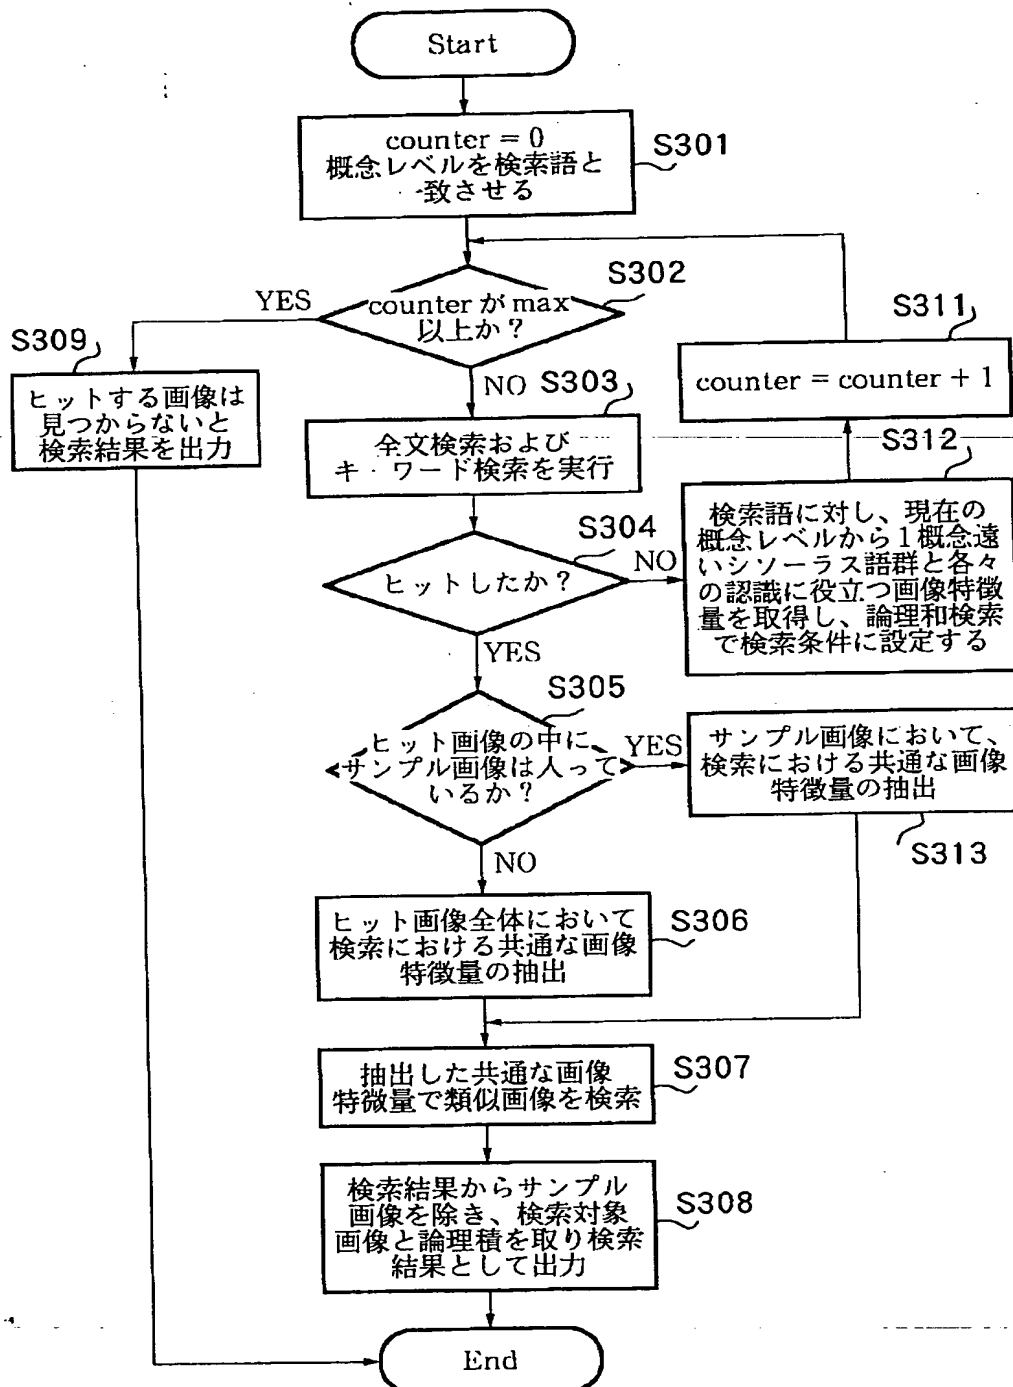 Start
counter = 0
概念レベルを検索語と
一致させる
S301
S302
YES
counter が max
以上か？
S311
S309
NO
S303
counter = counter + 1
ヒットする画像は
見つからないと
検索結果を出力
全文検索および
キーワード検索を実行
S312
S304
検索語に対し、現在の
概念レベルから1概念遠
いシソーラス語群と各々
の認識に役立つ画像特徴
量を取得し、論理和検索
で検索条件に設定する
ヒットしたか？
NO
YES
S305
ヒット画像の中に
サンプル画像は入って
いるか？
YES
サンプル画像において、
検索における共通な画像
特徴量の抽出
S313
NO
ヒット画像全体において
検索における共通な画像
特徴量の抽出
S306
抽出した共通な画像
特徴量で類似画像を検索
S307
検索結果からサンプル
画像を除き、検索対象
画像と論理積を取り検索
結果として出力
S308
End